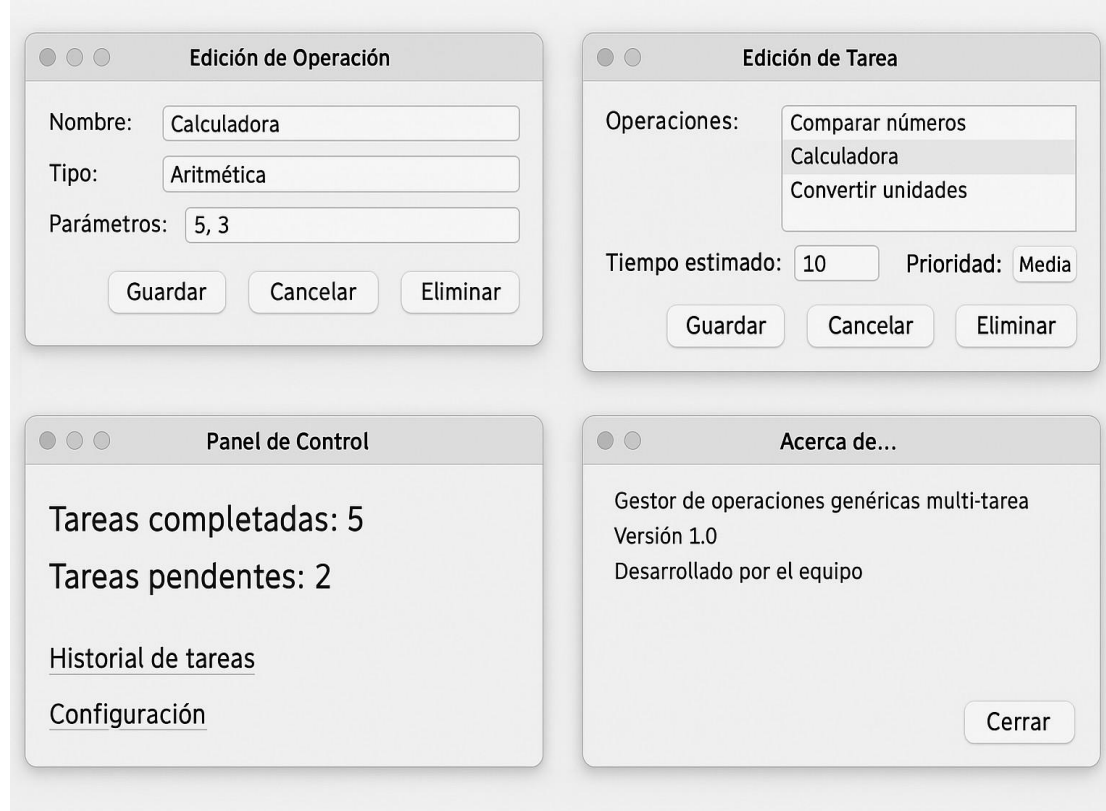 Edición de Operación
Nombre: Calculadora
Tipo: Aritmética
Parámetros: 5, 3
Guardar Cancelar Eliminar
Edición de Tarea
Operaciones: Comparar números
Calculadora
Convertir unidades
Tiempo estimado: 10 Prioridad: Media
Guardar Cancelar Eliminar
Panel de Control
Tareas completadas: 5
Tareas pendentes: 2
Historial de tareas
Configuración
Acerca de...
Gestor de operaciones genéricas multi-tarea
Versión 1.0
Desarrollado por el equipo
Cerrar